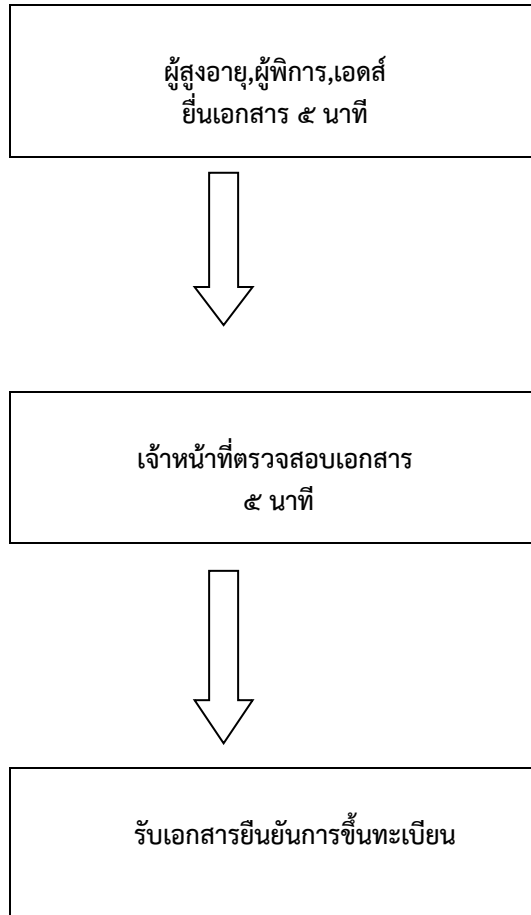 ผู้สูงอายุ,ผู้พิการ,เอดส์
ยื่นเอกสาร ๕ นาที
เจ้าหน้าที่ตรวจสอบเอกสาร
๕ นาที
รับเอกสารยืนยันการขึ้นทะเบียน